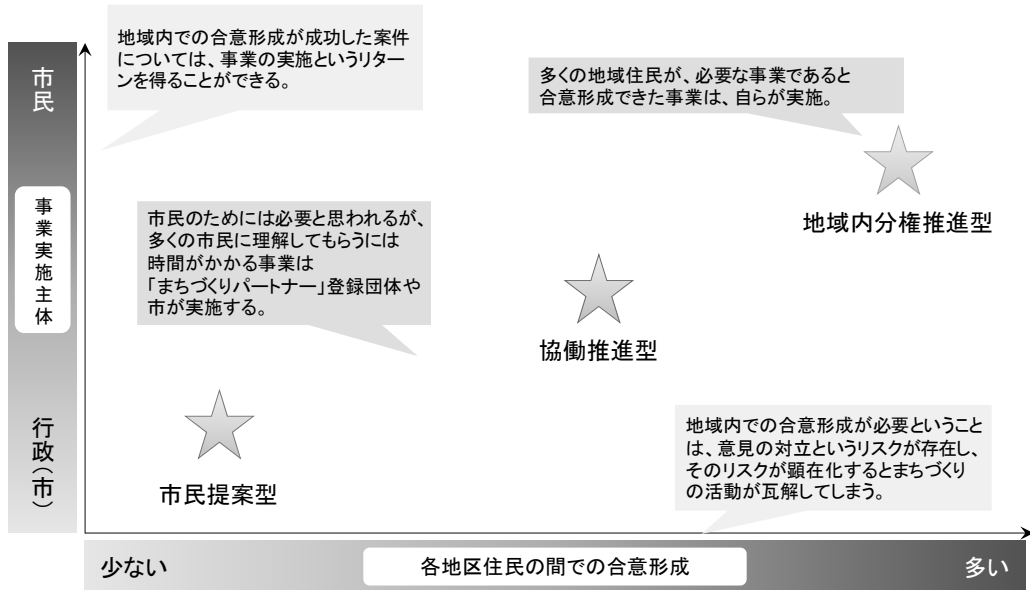 地域内での合意形成が成功した案件
については、事業の実施というリター
ンを得ることができる。
市民
多くの地域住民が、必要な事業であると
合意形成できた事業は、自らが実施。
事業実施主体
市民のためには必要と思われるが、
多くの市民に理解してもらうには
時間がかかる事業は
「まちづくりパートナー」登録団体や
市が実施する。
地域内分権推進型
協働推進型
行政(市)
地域内での合意形成が必要ということ
は、意見の対立というリスクが存在し、
そのリスクが顕在化するとまちづくり
の活動が瓦解してしまう。
市民提案型
少ない
各地区住民の間での合意形成
多い